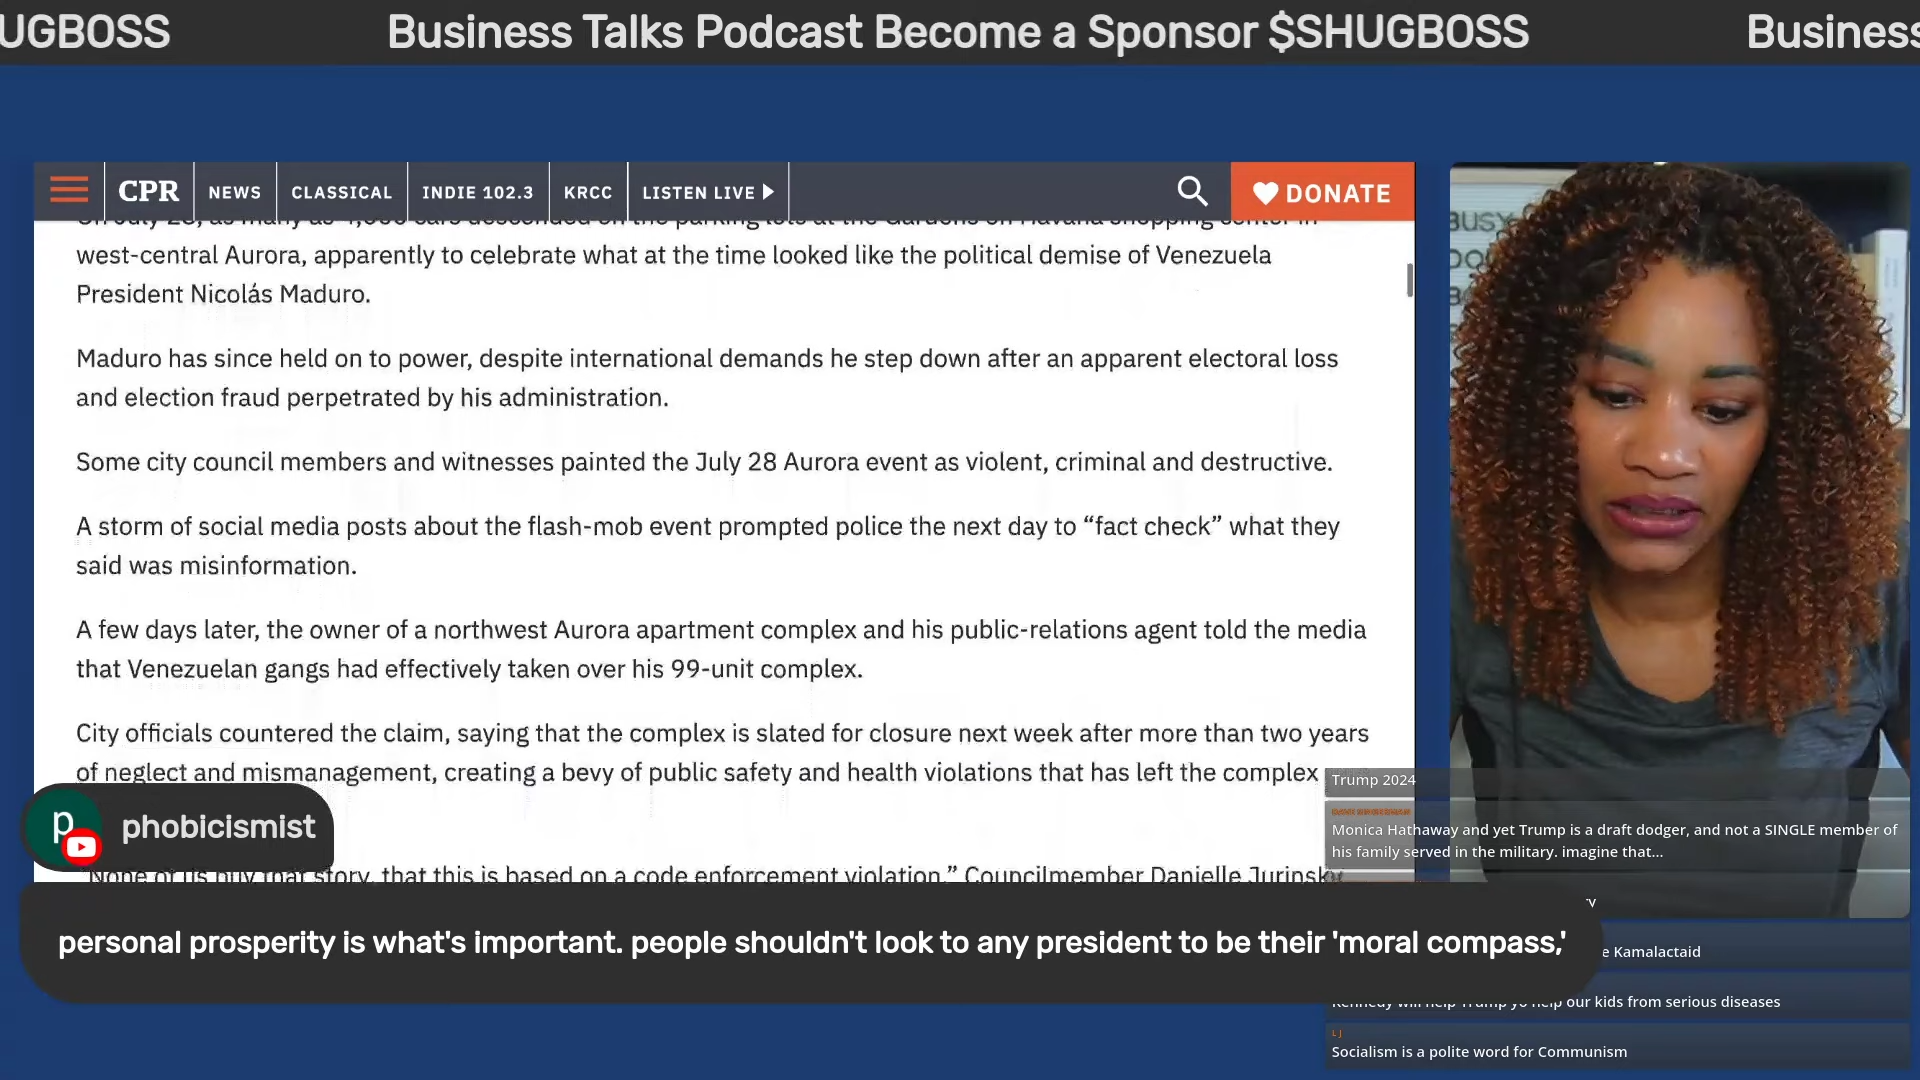 UGBOSS
Business Talks Podcast Become a Sponsor $SHUGBOSS
Business
CPR
NEWS
CLASSICAL
INDIE 102.3
KRCC
LISTEN LIVE
DONATE
west-central Aurora, apparently to celebrate what at the time looked like the political demise of Venezuela
President Nicolás Maduro.
Maduro has since held on to power, despite international demands he step down after an apparent electoral loss
and election fraud perpetrated by his administration.
Some city council members and witnesses painted the July 28 Aurora event as violent, criminal and destructive.
A storm of social media posts about the flash-mob event prompted police the next day to “fact check” what they
said was misinformation.
A few days later, the owner of a northwest Aurora apartment complex and his public-relations agent told the media
that Venezuelan gangs had effectively taken over his 99-unit complex.
City officials countered the claim, saying that the complex is slated for closure next week after more than two years
of neglect and mismanagement, creating a bevy of public safety and health violations that has left the complex
"None of us buy that story, that this is based on a code enforcement violation,” Councilmember Danielle Jurinsky
BUSY
p
phobicismist
personal prosperity is what's important. people shouldn't look to any president to be their 'moral compass,'
Trump 2024
Monica Hathaway and yet Trump is a draft dodger, and not a SINGLE member of
his family served in the military. imagine that...
e Kamalactaid
Kennedy will help Trump yo help our kids from serious diseases
L J
Socialism is a polite word for Communism